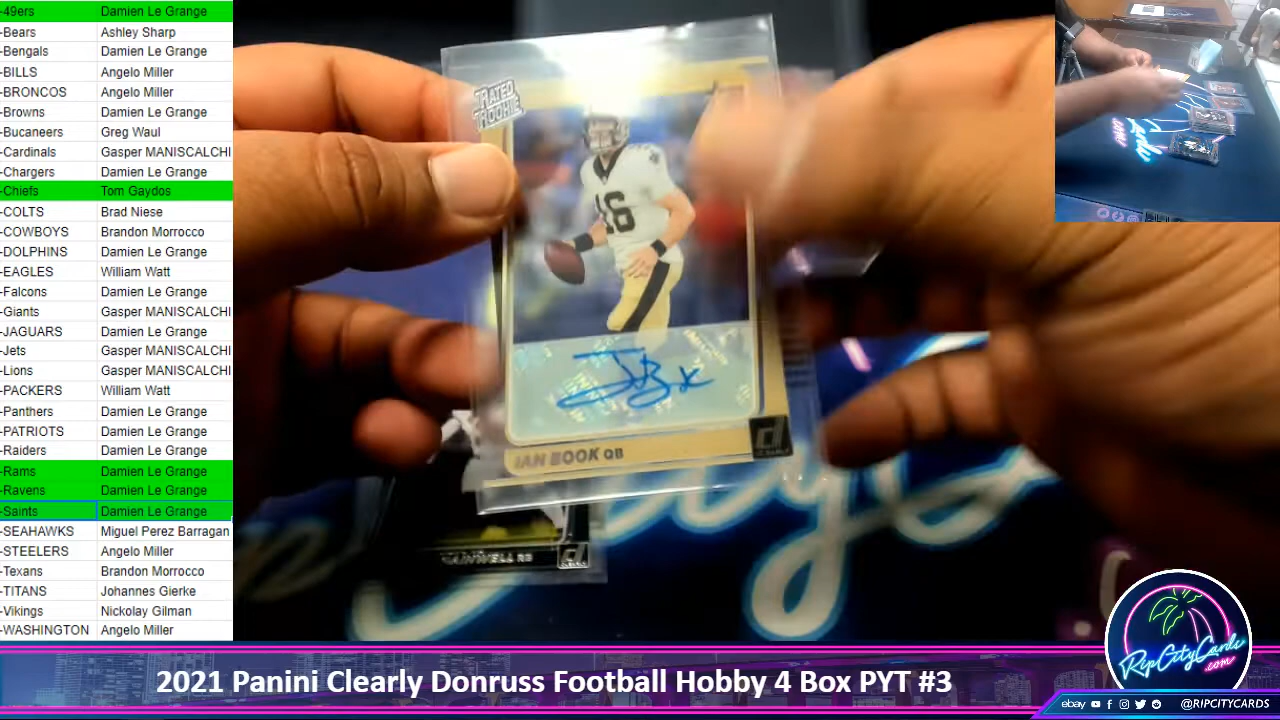 -49ers Damien Le Grange
-Bears Ashley Sharp
-Bengals Damien Le Grange
-BILLS Angelo Miller
-BRONCOS Angelo Miller
-Browns Damien Le Grange
-Bucaneers Greg Waul
-Cardinals Gasper MANISCALCHI
-Chargers Damien Le Grange
-Chiefs Tom Gaydos
-COLTS Brad Niese
-COWBOYS Brandon Morrocco
-DOLPHINS Damien Le Grange
-EAGLES William Watt
-Falcons Damien Le Grange
-Giants Gasper MANISCALCHI
-JAGUARS Damien Le Grange
-Jets Gasper MANISCALCHI
-Lions Gasper MANISCALCHI
-PACKERS William Watt
-Panthers Damien Le Grange
-PATRIOTS Damien Le Grange
-Raiders Damien Le Grange
-Rams Damien Le Grange
-Ravens Damien Le Grange
-Saints Damien Le Grange
-SEAHAWKS Miguel Perez Barragan
-STEELERS Angelo Miller
-Texans Brandon Morrocco
-TITANS Johannes Gierke
-Vikings Nickolay Gilman
-WASHINGTON Angelo Miller
RATED
ROOKIE
16
IAN BOOK QB
RB
2021 Panini Clearly Donruss Football Hobby 4 Box PYT #3
RipCityCards
.com
ebay @RIPCITYCARDS